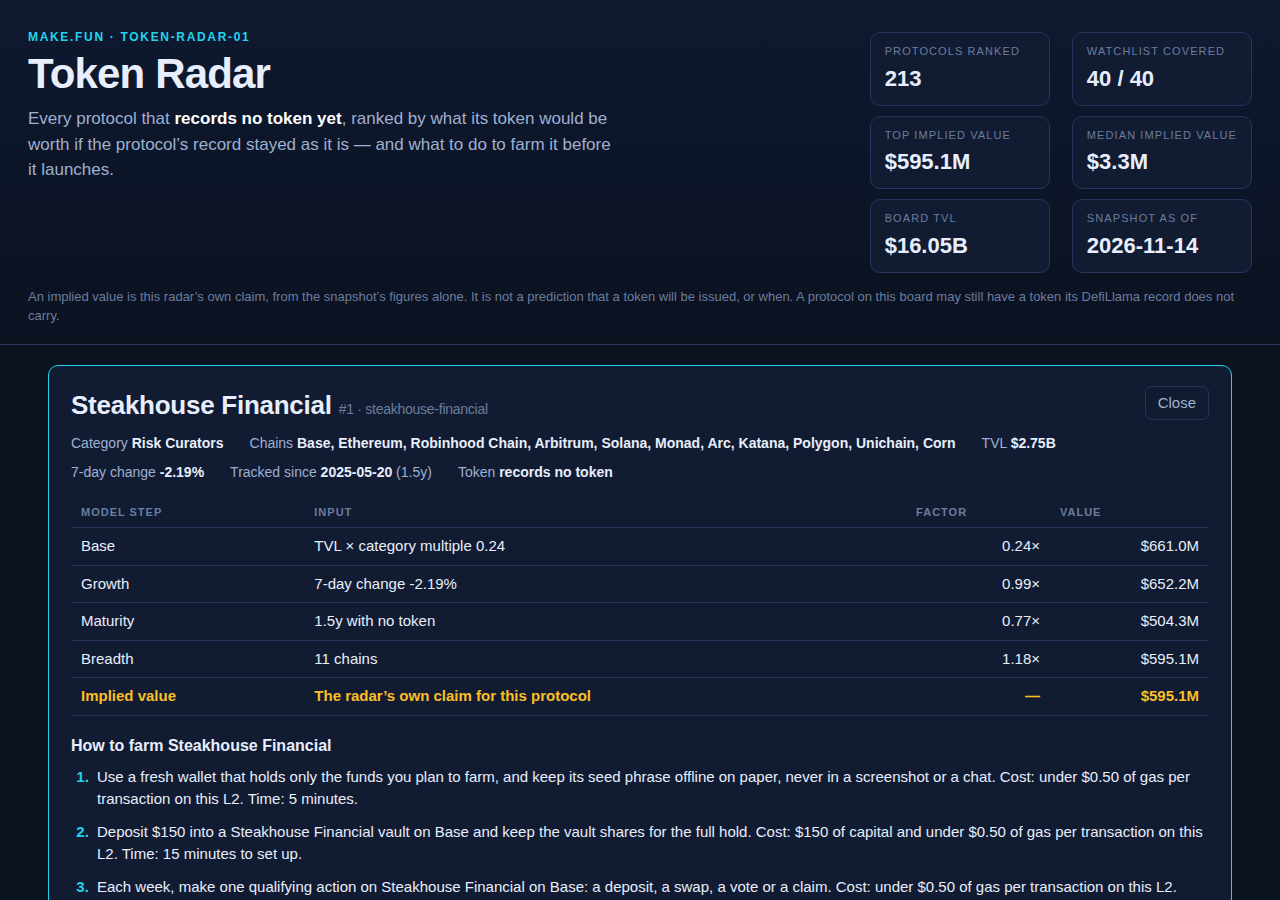 MAKE.FUN · TOKEN-RADAR-01
Token Radar
Every protocol that records no token yet, ranked by what its token would be
worth if the protocol’s record stayed as it is — and what to do to farm it before
it launches.
PROTOCOLS RANKED
213
WATCHLIST COVERED
40 / 40
TOP IMPLIED VALUE
$595.1M
MEDIAN IMPLIED VALUE
$3.3M
BOARD TVL
$16.05B
SNAPSHOT AS OF
2026-11-14
An implied value is this radar’s own claim, from the snapshot’s figures alone. It is not a prediction that a token will be issued, or when. A protocol on this board may still have a token its DefiLlama record does not
carry.
Steakhouse Financial #1 · steakhouse-financial
Close
Category Risk Curators Chains Base, Ethereum, Robinhood Chain, Arbitrum, Solana, Monad, Arc, Katana, Polygon, Unichain, Corn TVL $2.75B
7-day change -2.19% Tracked since 2025-05-20 (1.5y) Token records no token
MODEL STEP INPUT FACTOR VALUE
Base TVL × category multiple 0.24 0.24× $661.0M
Growth 7-day change -2.19% 0.99× $652.2M
Maturity 1.5y with no token 0.77× $504.3M
Breadth 11 chains 1.18× $595.1M
Implied value The radar’s own claim for this protocol — $595.1M
How to farm Steakhouse Financial
1. Use a fresh wallet that holds only the funds you plan to farm, and keep its seed phrase offline on paper, never in a screenshot or a chat. Cost: under $0.50 of gas per
transaction on this L2. Time: 5 minutes.
2. Deposit $150 into a Steakhouse Financial vault on Base and keep the vault shares for the full hold. Cost: $150 of capital and under $0.50 of gas per transaction on this
L2. Time: 15 minutes to set up.
3. Each week, make one qualifying action on Steakhouse Financial on Base: a deposit, a swap, a vote or a claim. Cost: under $0.50 of gas per transaction on this L2.